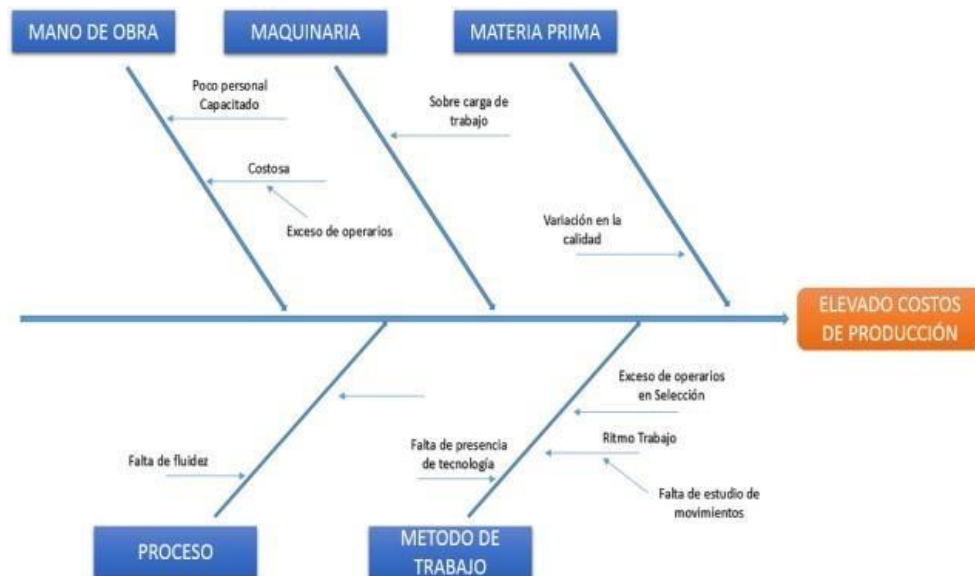 MANO DE OBRA
MAQUINARIA
MATERIA PRIMA
Poco personal
Capacitado
Sobre carga de
trabajo
Costosa
Exceso de operarios
Variación en la
calidad
ELEVADO COSTOS
DE PRODUCCIÓN
Exceso de operarios
en Selección
Ritmo Trabajo
Falta de presencia
de tecnología
Falta de fluidez
Falta de estudio de
movimientos
PROCESO
METODO DE
TRABAJO